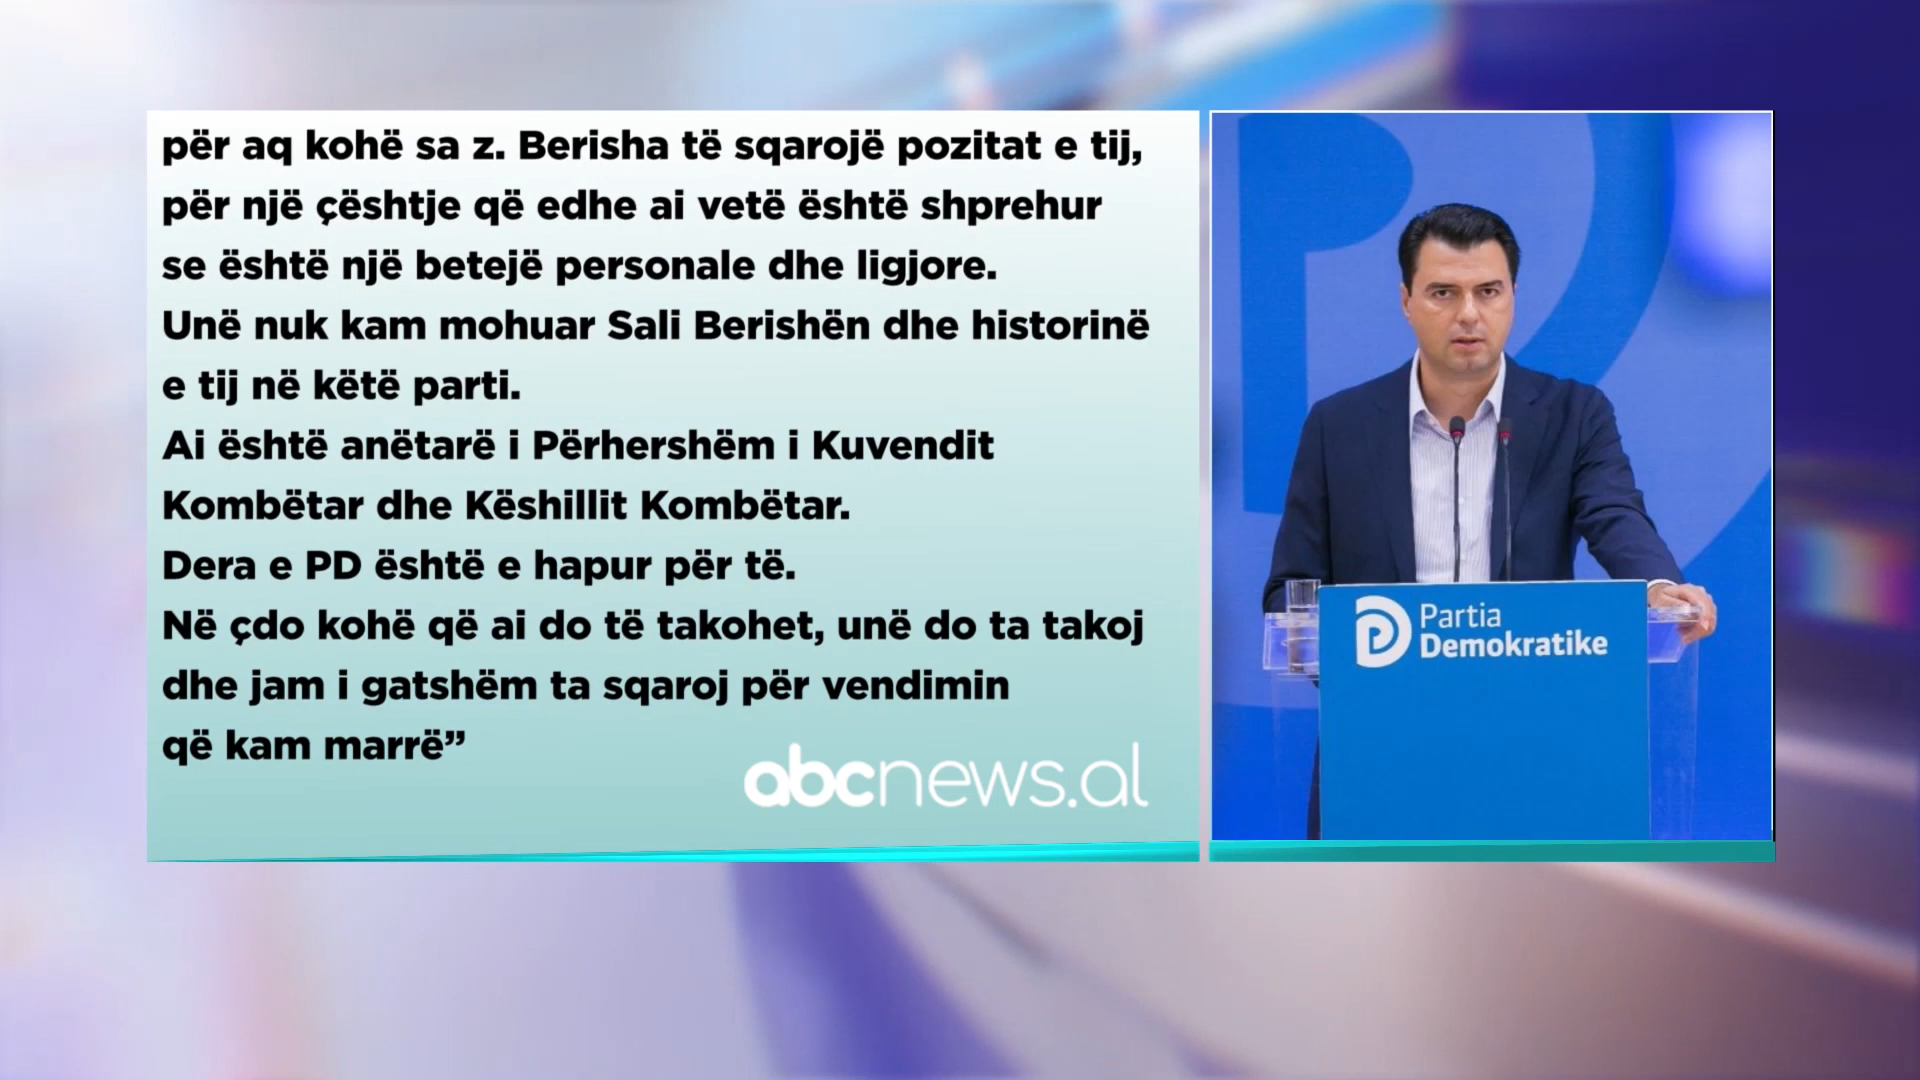 për aq kohë sa z. Berisha të sqarojë pozitat e tij,
për një çështje që edhe ai vetë është shprehur
se është një betejë personale dhe ligjore.
Unë nuk kam mohuar Sali Berishën dhe historinë
e tij në këtë parti.
Ai është anëtarë i Përhershëm i Kuvendit
Kombëtar dhe Këshillit Kombëtar.
Dera e PD është e hapur për të.
Në çdo kohë që ai do të takohet, unë do ta takoj
dhe jam i gatshëm ta sqaroj për vendimin
që kam marrë”
abcnews.al
Partia
Demokratike